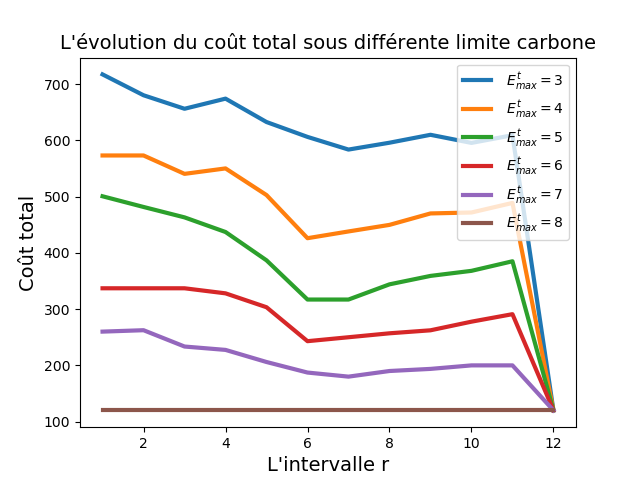 L'évolution du coût total sous différente limite carbone
700
600
500
400
300
200
100
Coût total
2
4
6
8
10
12
L'intervalle r
E^t_max = 3
E^t_max = 4
E^t_max = 5
E^t_max = 6
E^t_max = 7
E^t_max = 8